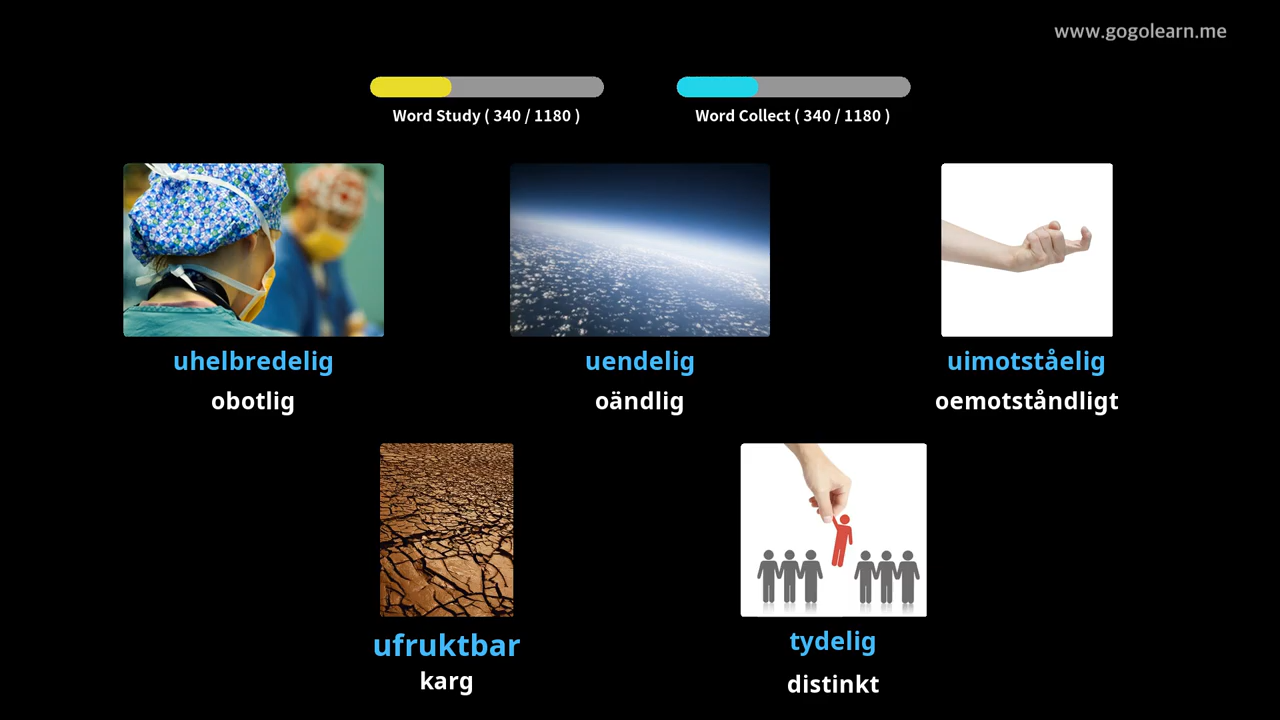 www.gogolearn.me
Word Study ( 340 / 1180 )
Word Collect ( 340 / 1180 )
uhelbredelig
obotlig
uendelig
oändlig
uimotståelig
oemotståndligt
ufruktbar
karg
tydelig
distinkt